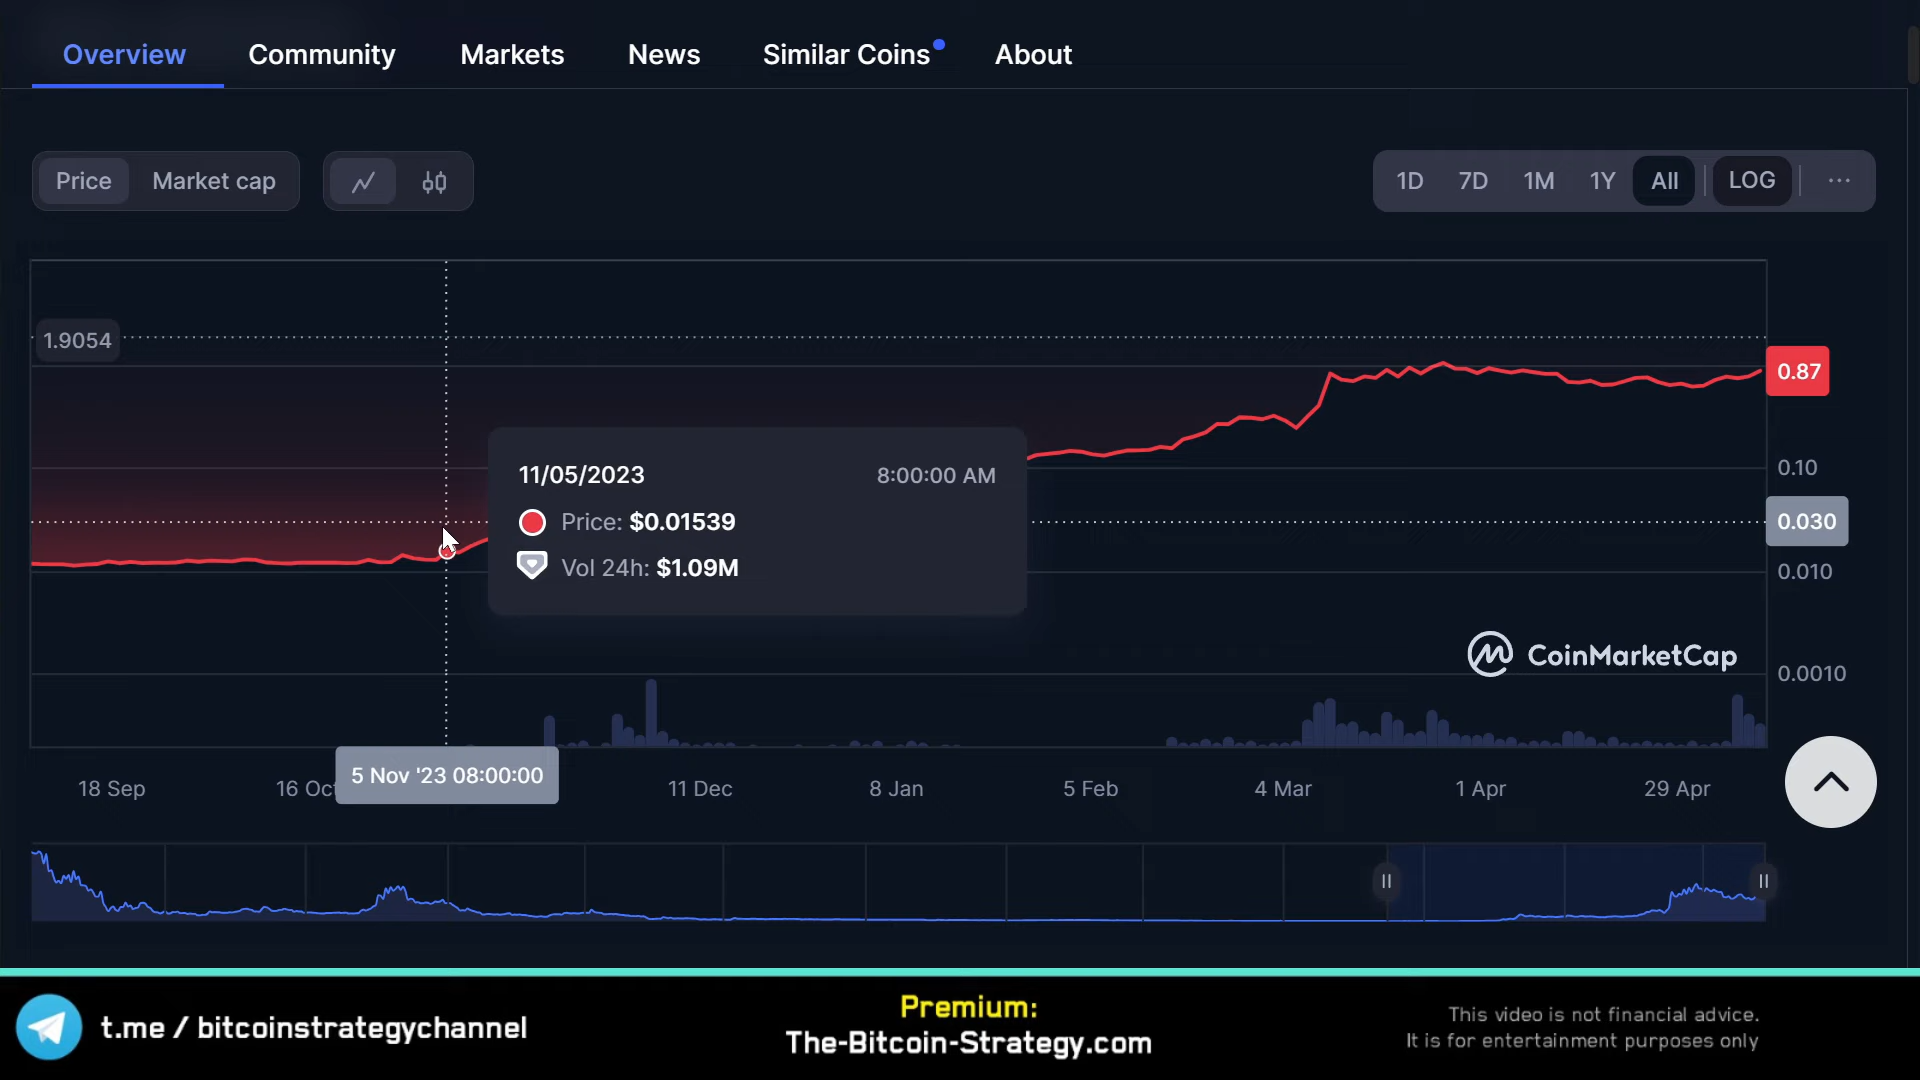 Overview Community Markets News Similar Coins About
Price Market cap
1D 7D 1M 1Y All LOG ...
1.9054
0.87
11/05/2023 8:00:00 AM
0.10
Price: $0.01539
0.030
Vol 24h: $1.09M
0.010
CoinMarketCap
0.0010
5 Nov '23 08:00:00
18 Sep 16 Oct 11 Dec 8 Jan 5 Feb 4 Mar 1 Apr 29 Apr
t.me / bitcoinstrategychannel
Premium:
The-Bitcoin-Strategy.com
This video is not financial advice.
It is for entertainment purposes only